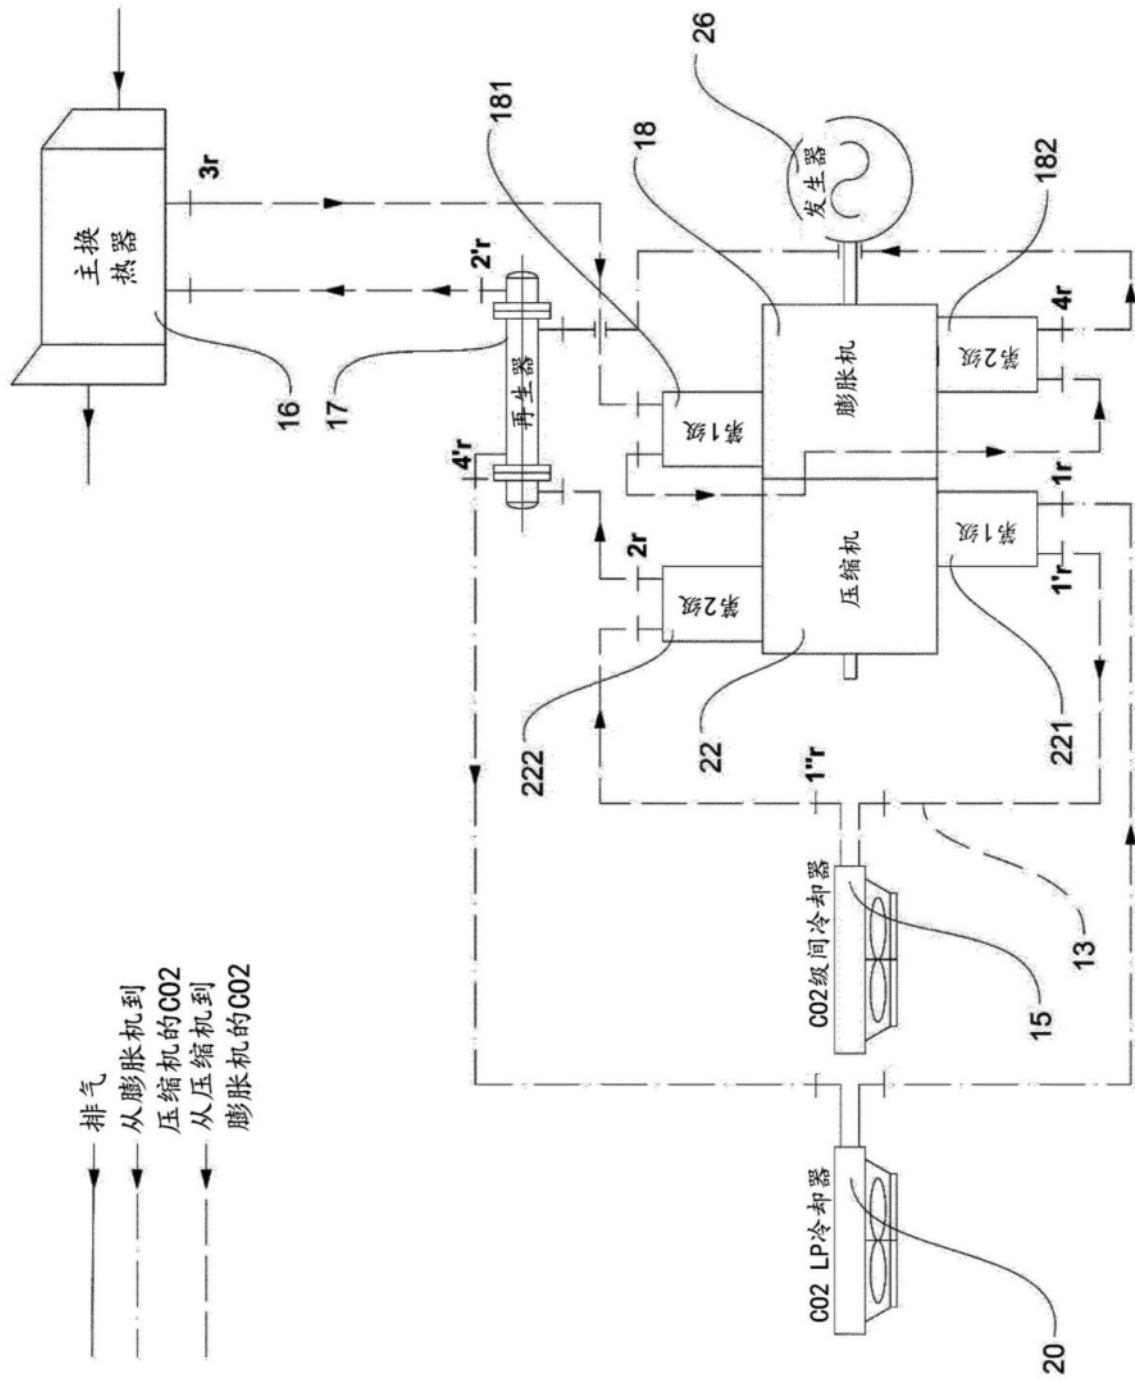 26
181
18
发生器
182
3r
主换
热器
2'r
4r
16
17
再生器
第1级
膨胀机
第2级
4'r
2r
1r
第2级
压缩机
第1级
1'r
222
22
221
1"r
CO2级间冷却器
15
13
CO2 LP冷却器
20
排气
从膨胀机到
压缩机的CO2
从压缩机到
膨胀机的CO2